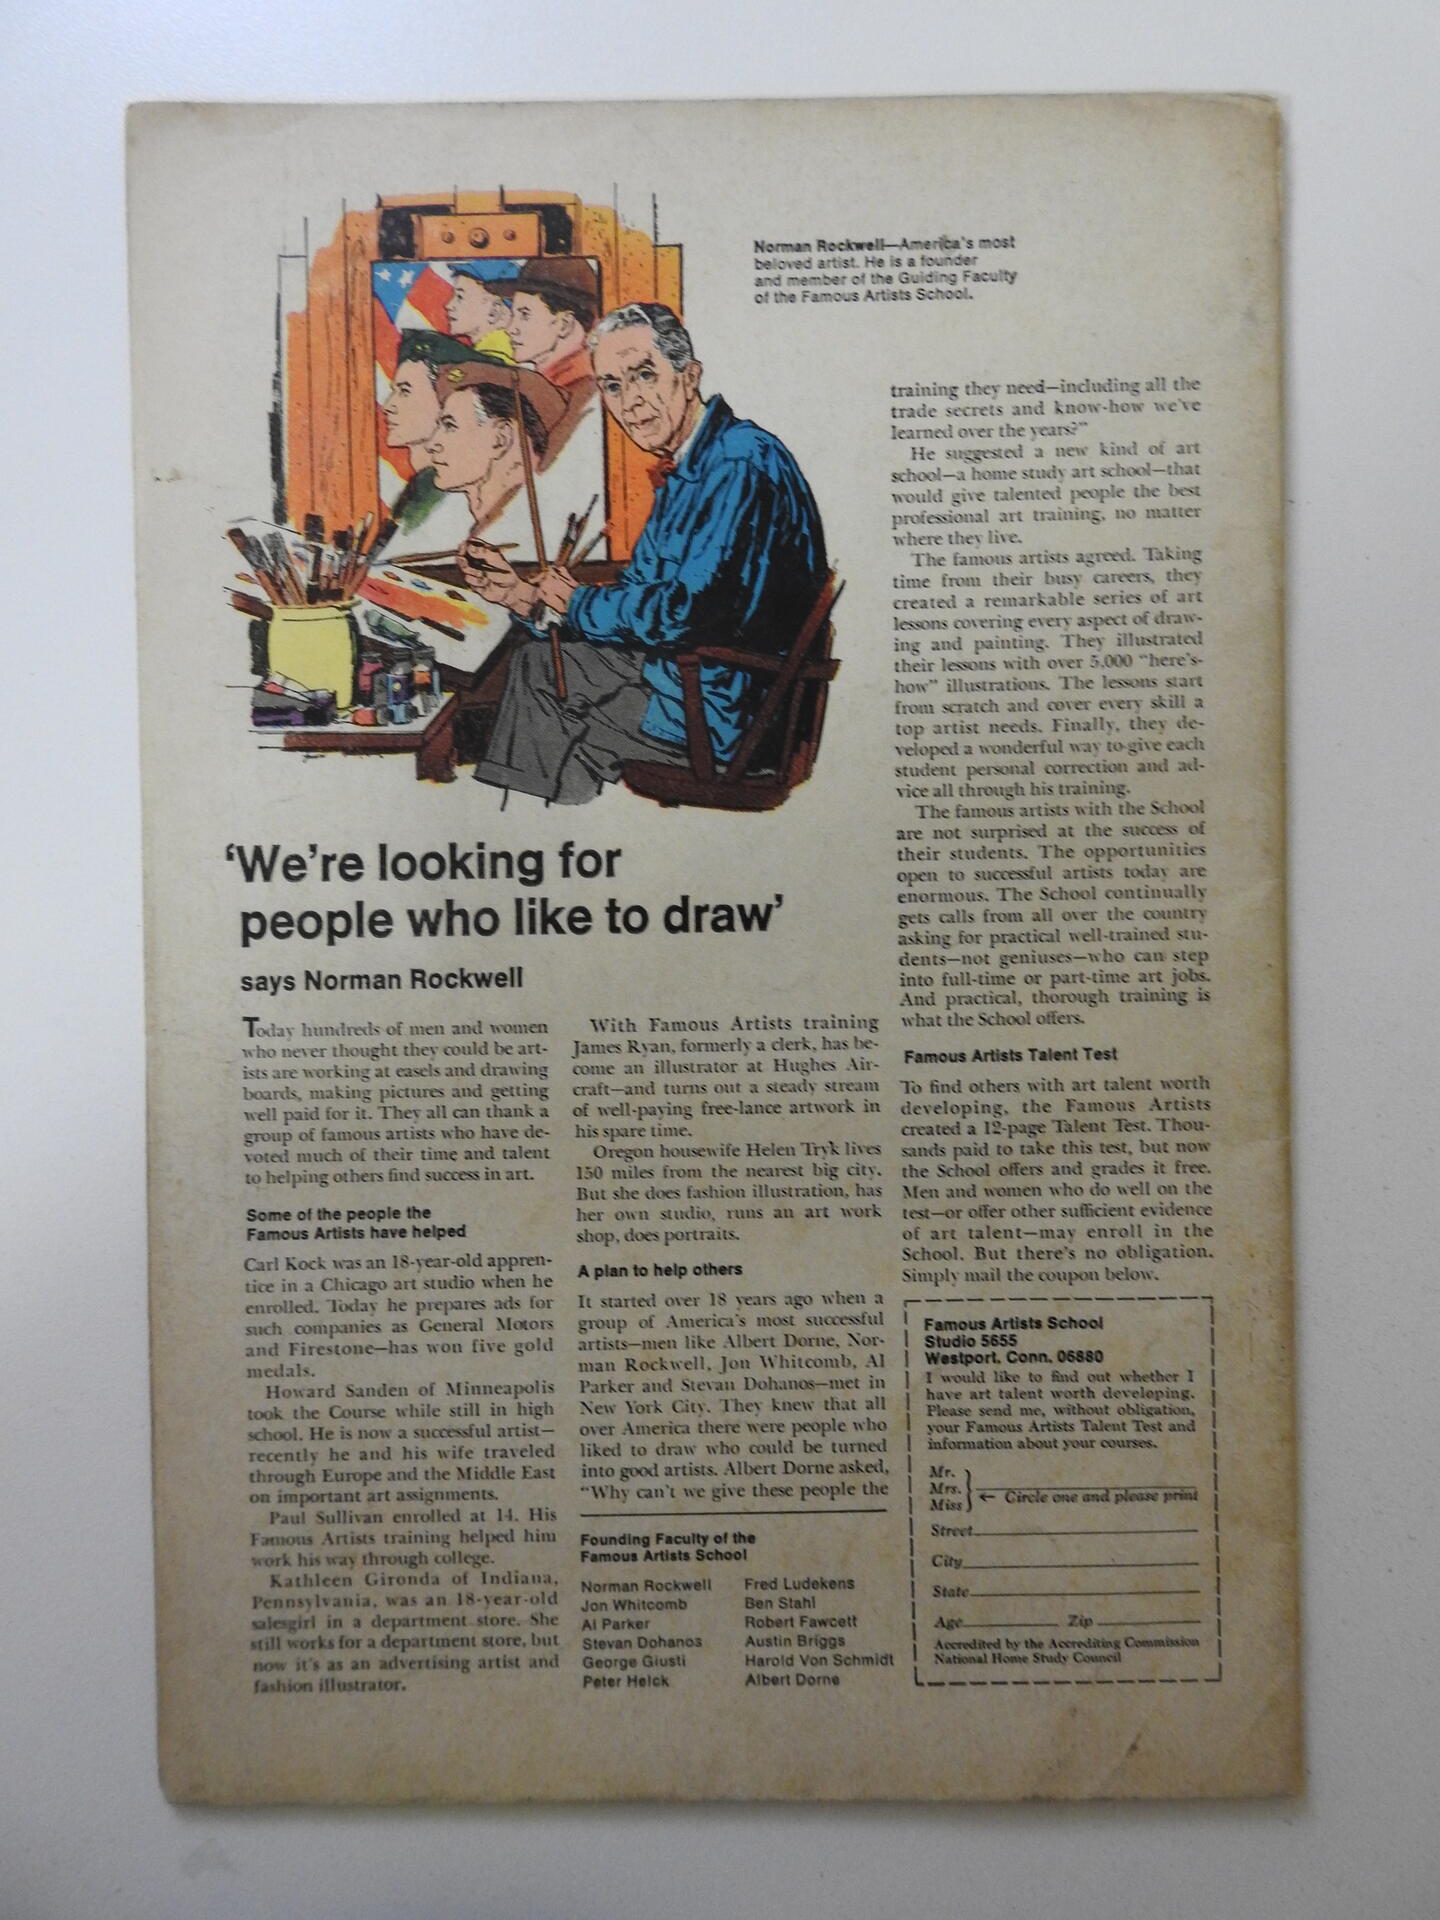 Norman Rockwell—America's most
beloved artist. He is a founder
and member of the Guiding Faculty
of the Famous Artists School.
'We're looking for
people who like to draw'
says Norman Rockwell
Today hundreds of men and women
who never thought they could be art-
ists are working at easels and drawing
boards, making pictures and getting
well paid for it. They all can thank a
group of famous artists who have de-
voted much of their time and talent
to helping others find success in art.
Some of the people the
Famous Artists have helped
Carl Kock was an 18-year-old appren-
tice in a Chicago art studio when he
enrolled. Today he prepares ads for
such companies as General Motors
and Firestone—has won five gold
medals.
Howard Sanden of Minneapolis
took the Course while still in high
school. He is now a successful artist—
recently he and his wife traveled
through Europe and the Middle East
on important art assignments.
Paul Sullivan enrolled at 14. His
Famous Artists training helped him
work his way through college.
Kathleen Gironda of Indiana,
Pennsylvania, was an 18-year-old
salesgirl in a department store. She
still works for a department store, but
now it's as an advertising artist and
fashion illustrator.
With Famous Artists training
James Ryan, formerly a clerk, has be-
come an illustrator at Hughes Air-
craft—and turns out a steady stream
of well-paying free-lance artwork in
his spare time.
Oregon housewife Helen Tryk lives
150 miles from the nearest big city.
But she does fashion illustration, has
her own studio, runs an art work
shop, does portraits.
A plan to help others
It started over 18 years ago when a
group of America's most successful
artists—men like Albert Dorne, Nor-
man Rockwell, Jon Whitcomb, Al
Parker and Stevan Dohanos—met in
New York City. They knew that all
over America there were people who
liked to draw who could be turned
into good artists. Albert Dorne asked,
"Why can't we give these people the
Founding Faculty of the
Famous Artists School
Norman Rockwell
Jon Whitcomb
Al Parker
Stevan Dohanos
George Giusti
Peter Helck
Fred Ludekens
Ben Stahl
Robert Fawcett
Austin Briggs
Harold Von Schmidt
Albert Dorne
training they need—including all the
trade secrets and know-how we've
learned over the years?"
He suggested a new kind of art
school—a home study art school—that
would give talented people the best
professional art training, no matter
where they live.
The famous artists agreed. Taking
time from their busy careers, they
created a remarkable series of art
lessons covering every aspect of draw-
ing and painting. They illustrated
their lessons with over 5,000 "here's-
how" illustrations. The lessons start
from scratch and cover every skill a
top artist needs. Finally, they de-
veloped a wonderful way to give each
student personal correction and ad-
vice all through his training.
The famous artists with the School
are not surprised at the success of
their students. The opportunities
open to successful artists today are
enormous. The School continually
gets calls from all over the country
asking for practical well-trained stu-
dents—not geniuses—who can step
into full-time or part-time art jobs.
And practical, thorough training is
what the School offers.
Famous Artists Talent Test
To find others with art talent worth
developing, the Famous Artists
created a 12-page Talent Test. Thou-
sands paid to take this test, but now
the School offers and grades it free.
Men and women who do well on the
test—or offer other sufficient evidence
of art talent—may enroll in the
School. But there's no obligation.
Simply mail the coupon below.
Famous Artists School
Studio 5655
Westport, Conn. 06880
I would like to find out whether I
have art talent worth developing.
Please send me, without obligation,
your Famous Artists Talent Test and
information about your courses.
Mr.
Mrs.
Miss
← Circle one and please print
Street
City
State
Age Zip
Accredited by the Accrediting Commission
National Home Study Council